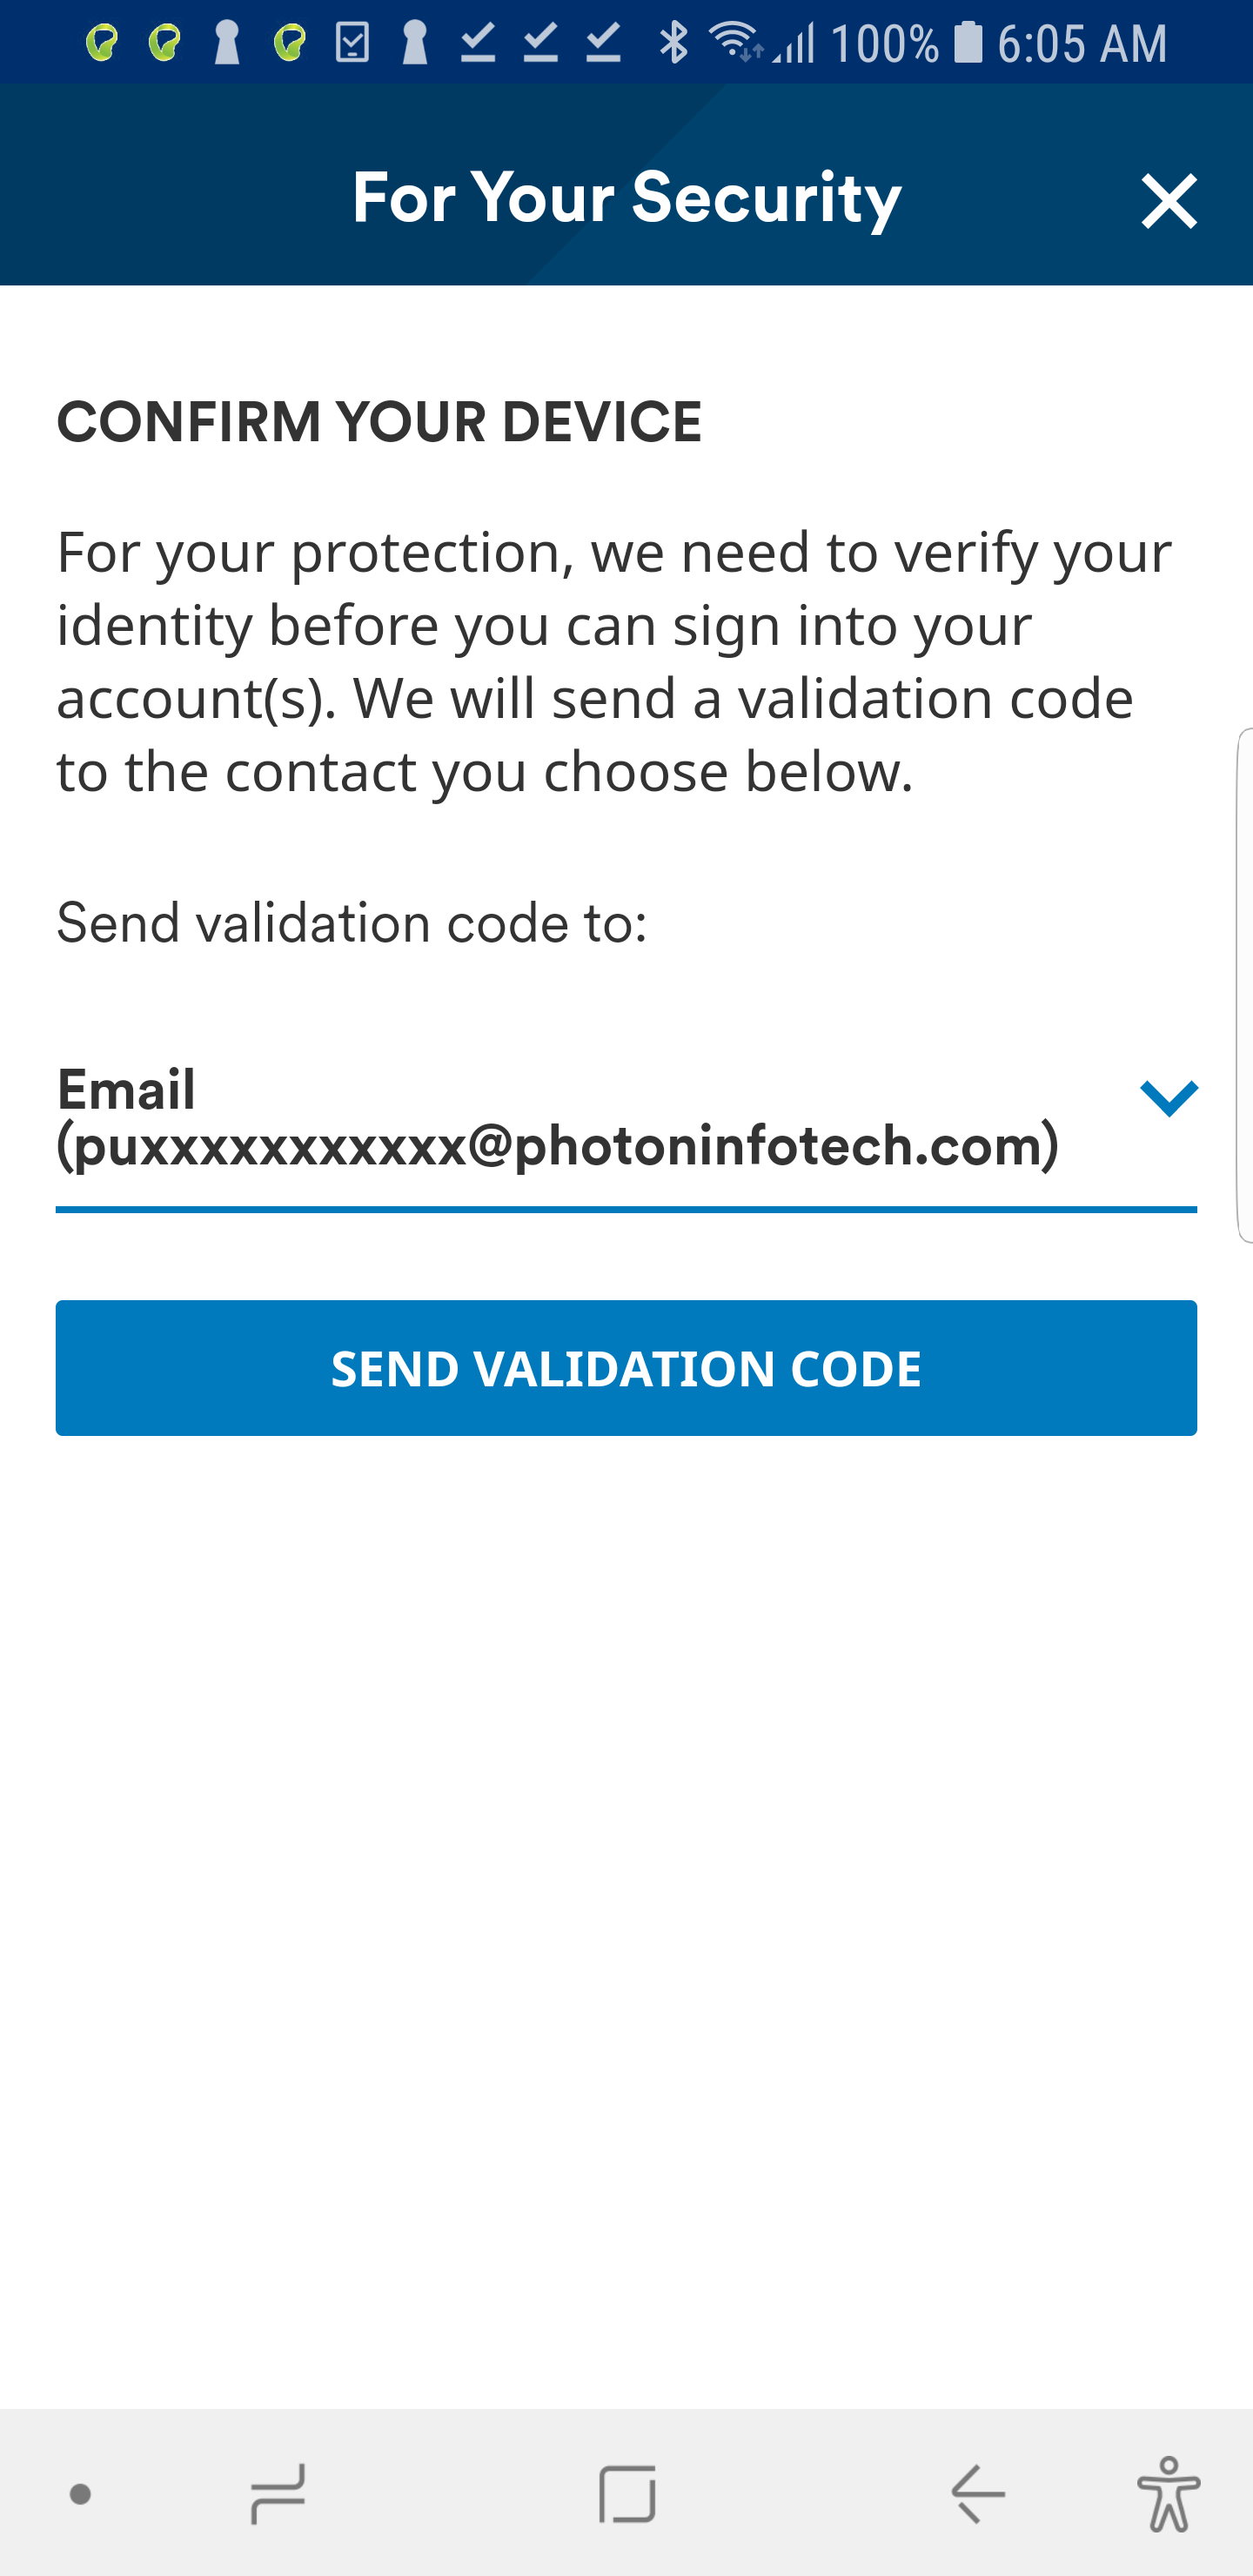 100% 6:05 AM
For Your Security
CONFIRM YOUR DEVICE
For your protection, we need to verify your
identity before you can sign into your
account(s). We will send a validation code
to the contact you choose below.
Send validation code to:
Email
(puxxxxxxxxxxx@photoninfotech.com)
SEND VALIDATION CODE